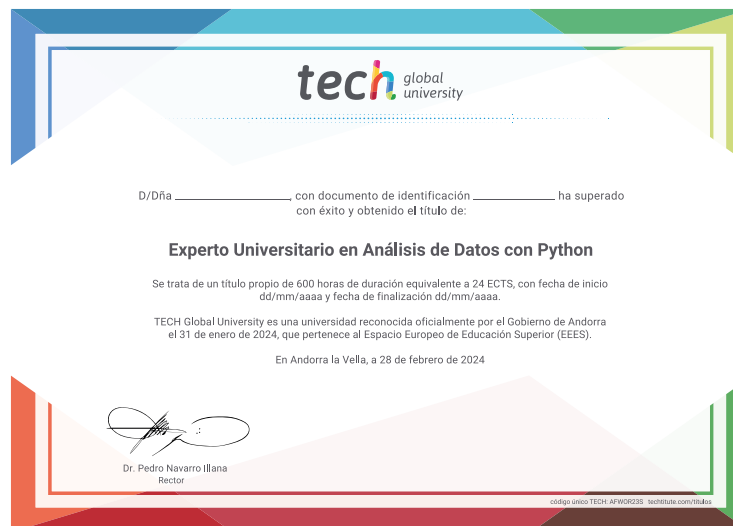 tech global university
D/Dña ____________, con documento de identificación ____________ ha superado
con éxito y obtenido el título de:
Experto Universitario en Análisis de Datos con Python
Se trata de un título propio de 600 horas de duración equivalente a 24 ECTS, con fecha de inicio
dd/mm/aaaa y fecha de finalización dd/mm/aaaa.
TECH Global University es una universidad reconocida oficialmente por el Gobierno de Andorra
el 31 de enero de 2024, que pertenece al Espacio Europeo de Educación Superior (EEES).
En Andorra la Vella, a 28 de febrero de 2024
Dr. Pedro Navarro Illana
Rector
código único TECH: AFWOR23S techtitute.com/titulos